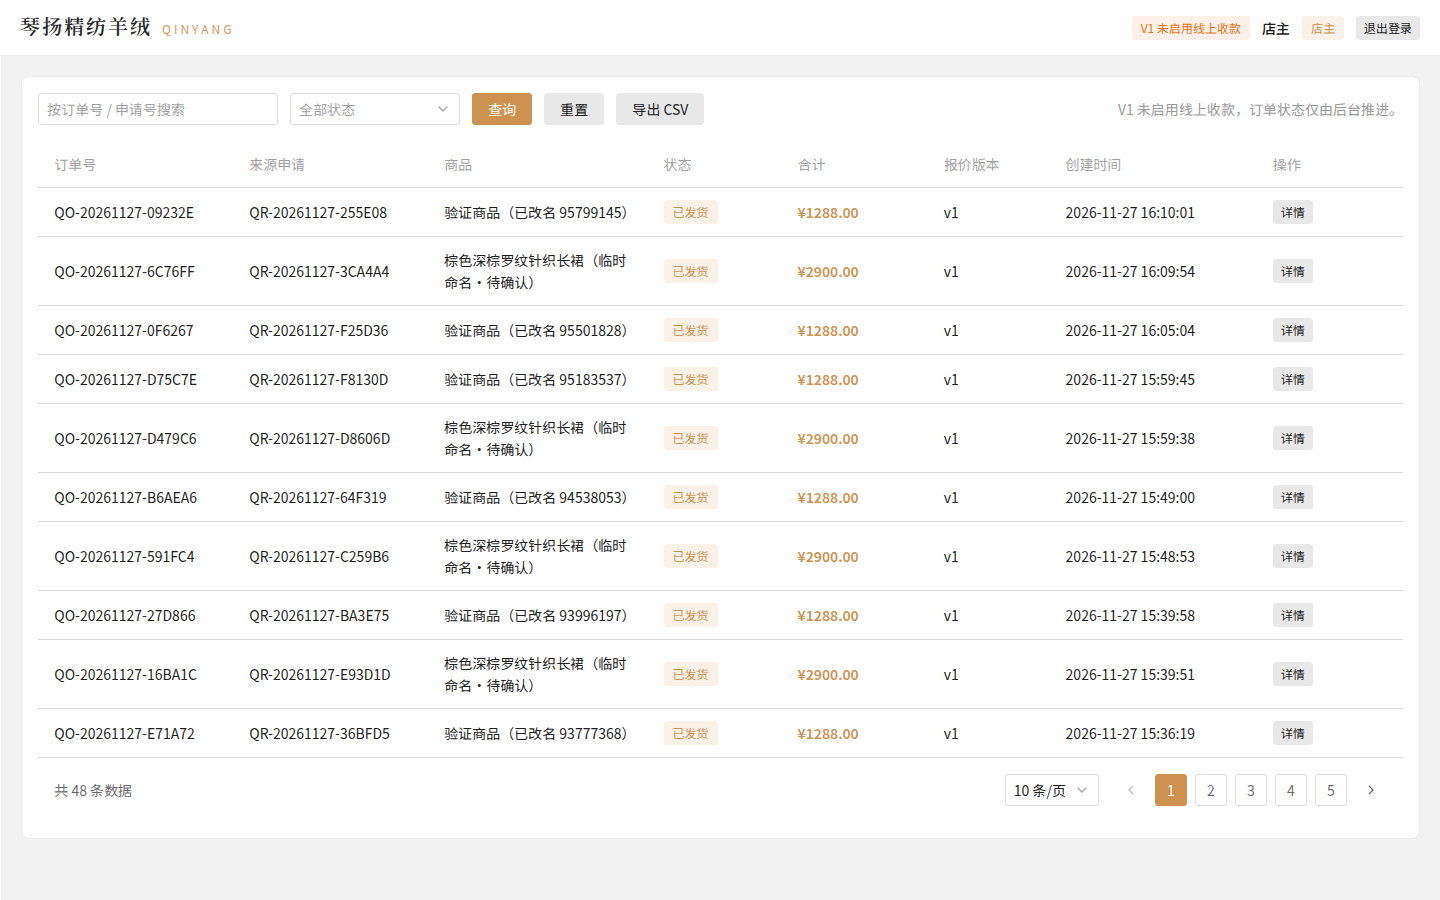 琴扬精纺羊绒 QINYANG
V1 未启用线上收款 店主 店主 退出登录
按订单号 / 申请号搜索 全部状态 查询 重置 导出 CSV V1 未启用线上收款，订单状态仅由后台推进。
订单号 来源申请 商品 状态 合计 报价版本 创建时间 操作
QO-20261127-09232E QR-20261127-255E08 验证商品（已改名 95799145） 已发货 ¥1288.00 v1 2026-11-27 16:10:01 详情
QO-20261127-6C76FF QR-20261127-3CA4A4 棕色深棕罗纹针织长裙（临时
命名・待确认） 已发货 ¥2900.00 v1 2026-11-27 16:09:54 详情
QO-20261127-0F6267 QR-20261127-F25D36 验证商品（已改名 95501828） 已发货 ¥1288.00 v1 2026-11-27 16:05:04 详情
QO-20261127-D75C7E QR-20261127-F8130D 验证商品（已改名 95183537） 已发货 ¥1288.00 v1 2026-11-27 15:59:45 详情
QO-20261127-D479C6 QR-20261127-D8606D 棕色深棕罗纹针织长裙（临时
命名・待确认） 已发货 ¥2900.00 v1 2026-11-27 15:59:38 详情
QO-20261127-B6AEA6 QR-20261127-64F319 验证商品（已改名 94538053） 已发货 ¥1288.00 v1 2026-11-27 15:49:00 详情
QO-20261127-591FC4 QR-20261127-C259B6 棕色深棕罗纹针织长裙（临时
命名・待确认） 已发货 ¥2900.00 v1 2026-11-27 15:48:53 详情
QO-20261127-27D866 QR-20261127-BA3E75 验证商品（已改名 93996197） 已发货 ¥1288.00 v1 2026-11-27 15:39:58 详情
QO-20261127-16BA1C QR-20261127-E93D1D 棕色深棕罗纹针织长裙（临时
命名・待确认） 已发货 ¥2900.00 v1 2026-11-27 15:39:51 详情
QO-20261127-E71A72 QR-20261127-36BFD5 验证商品（已改名 93777368） 已发货 ¥1288.00 v1 2026-11-27 15:36:19 详情
共 48 条数据 10 条/页 1 2 3 4 5